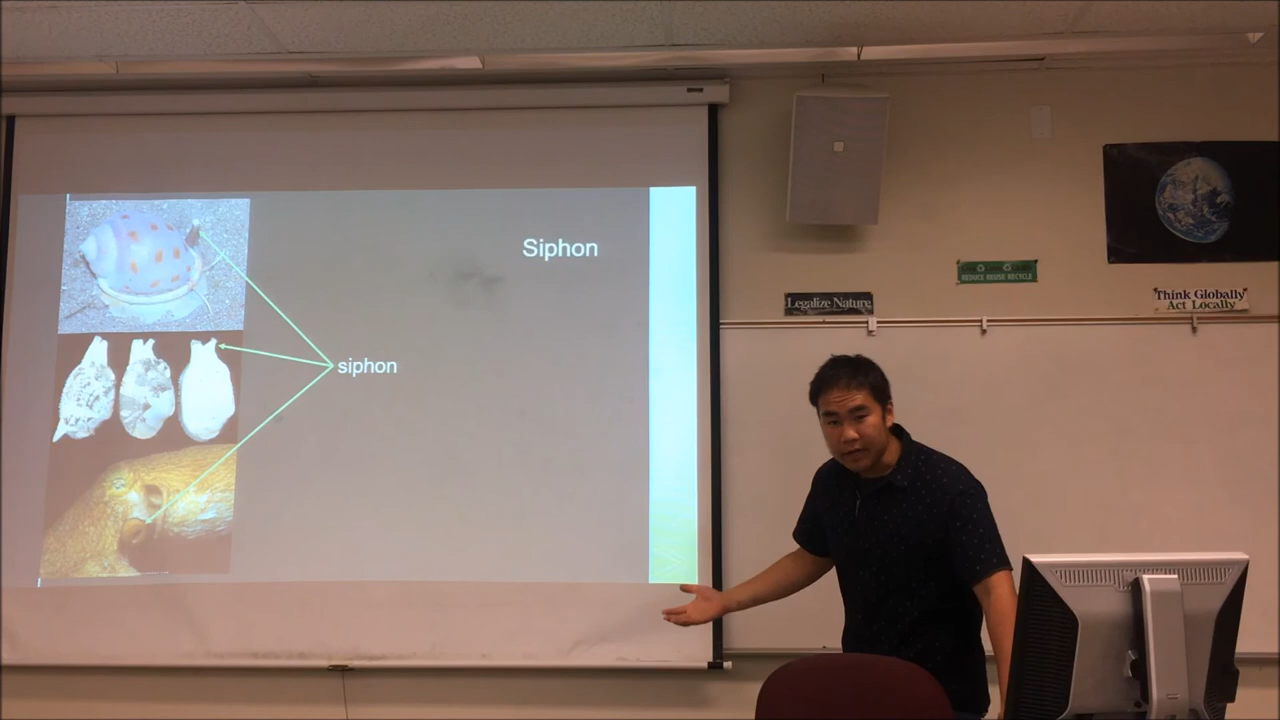 Siphon
siphon
Legalize Nature
REDUCE REUSE RECYCLE
Think Globally
Act Locally